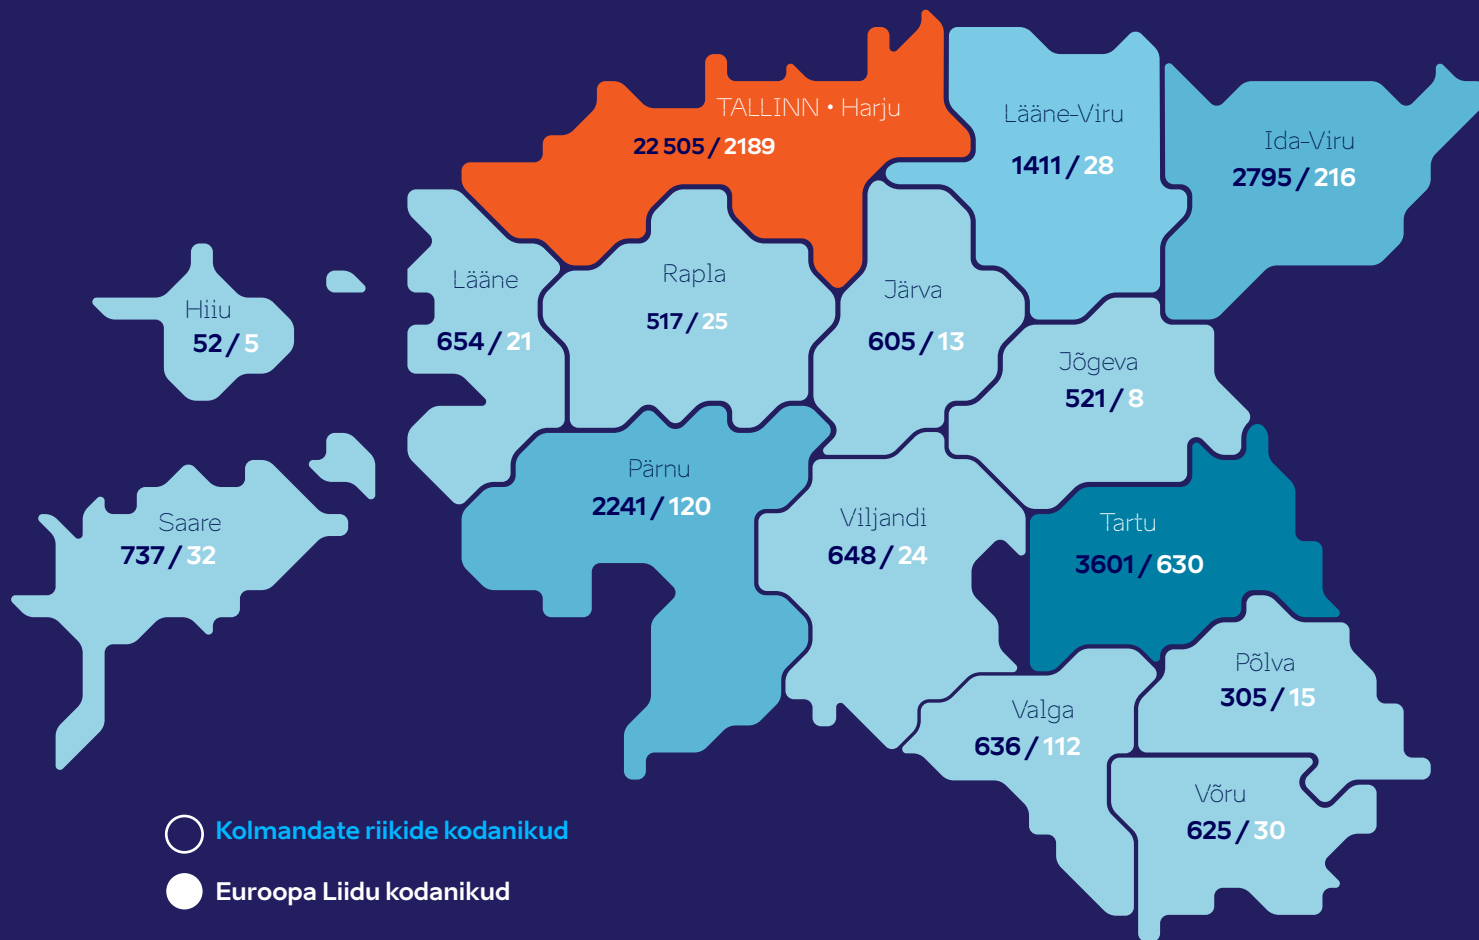 TALLINN • Harju
22 505 / 2189
Lääne-Viru
1411 / 28
Ida-Viru
2795 / 216
Hiiu
52 / 5
Lääne
654 / 21
Rapla
517 / 25
Järva
605 / 13
Jõgeva
521 / 8
Saare
737 / 32
Pärnu
2241 / 120
Viljandi
648 / 24
Tartu
3601 / 630
Põlva
305 / 15
Valga
636 / 112
Võru
625 / 30
Kolmandate riikide kodanikud
Euroopa Liidu kodanikud